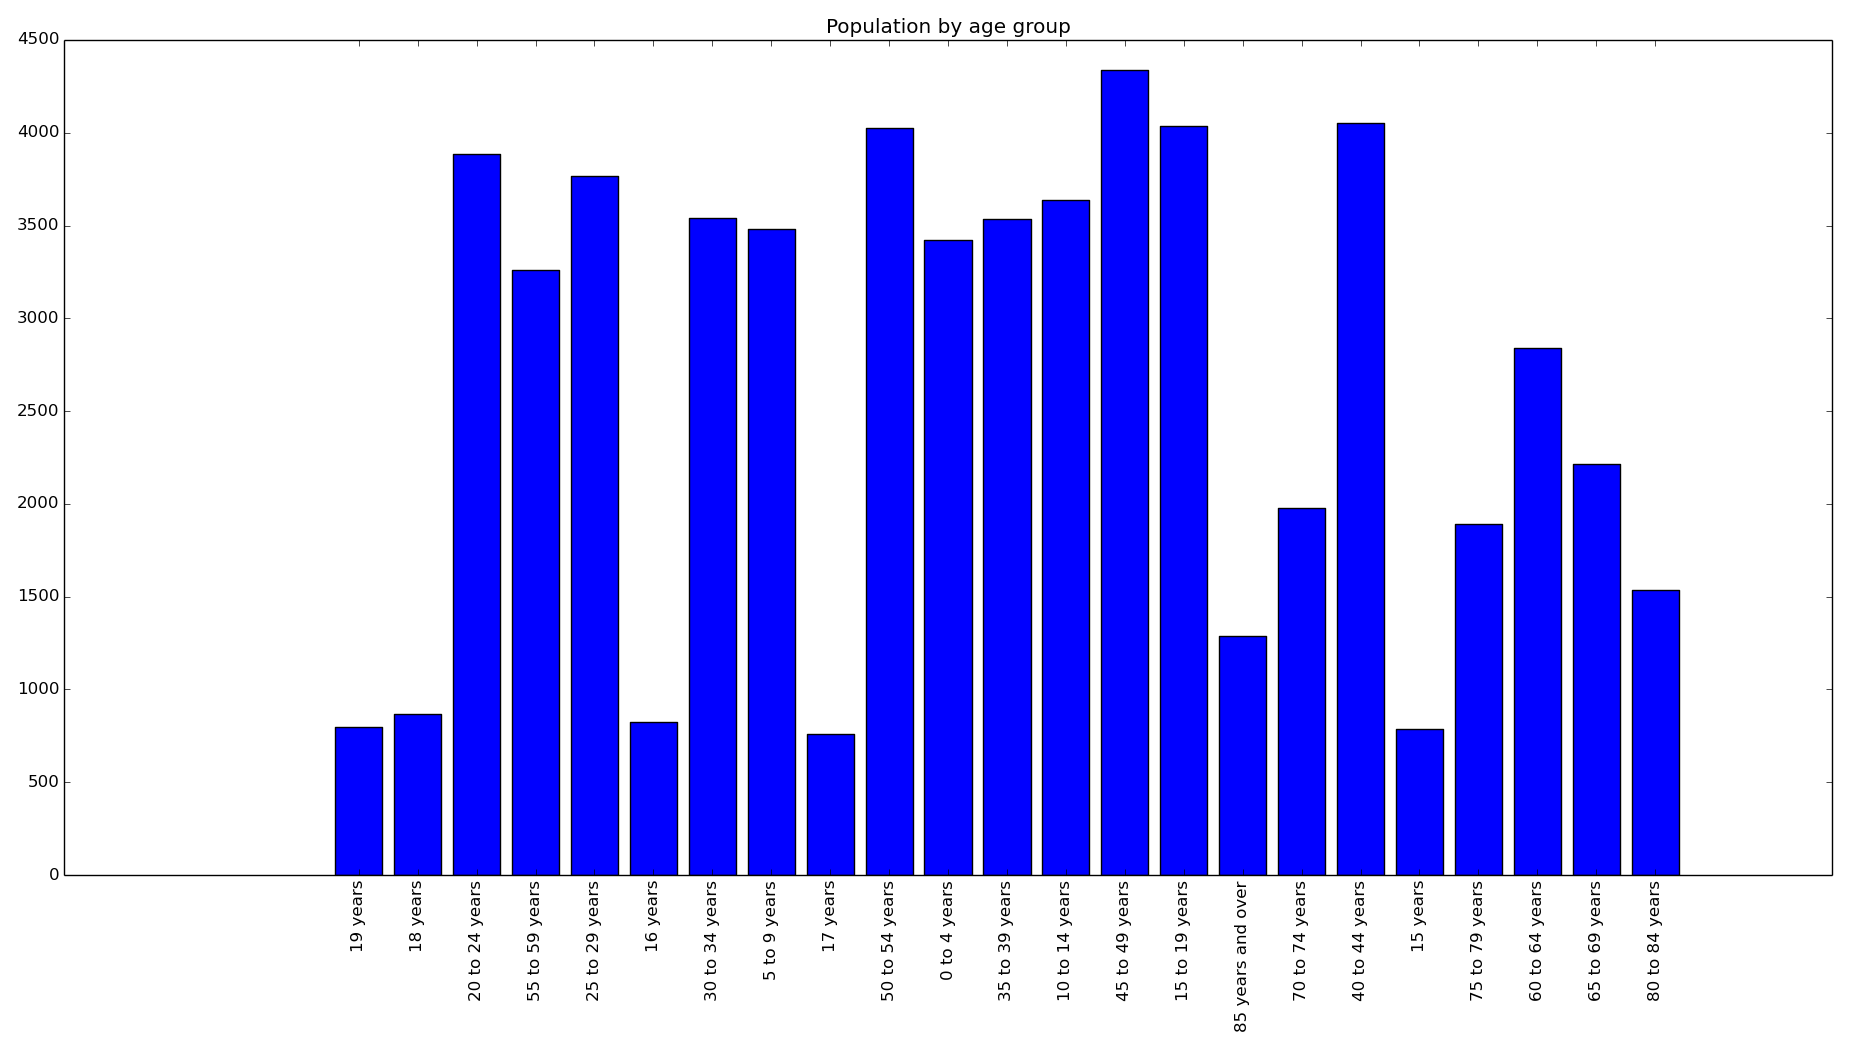 Population by age group
4500
4000
3500
3000
2500
2000
1500
1000
500
0
19 years
18 years
20 to 24 years
55 to 59 years
25 to 29 years
16 years
30 to 34 years
5 to 9 years
17 years
50 to 54 years
0 to 4 years
35 to 39 years
10 to 14 years
45 to 49 years
15 to 19 years
85 years and over
70 to 74 years
40 to 44 years
15 years
75 to 79 years
60 to 64 years
65 to 69 years
80 to 84 years